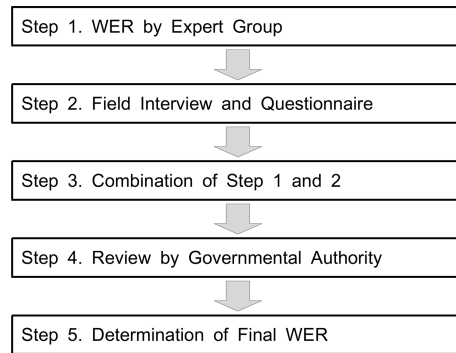 Step 1. WER by Expert Group
Step 2. Field Interview and Questionnaire
Step 3. Combination of Step 1 and 2
Step 4. Review by Governmental Authority
Step 5. Determination of Final WER